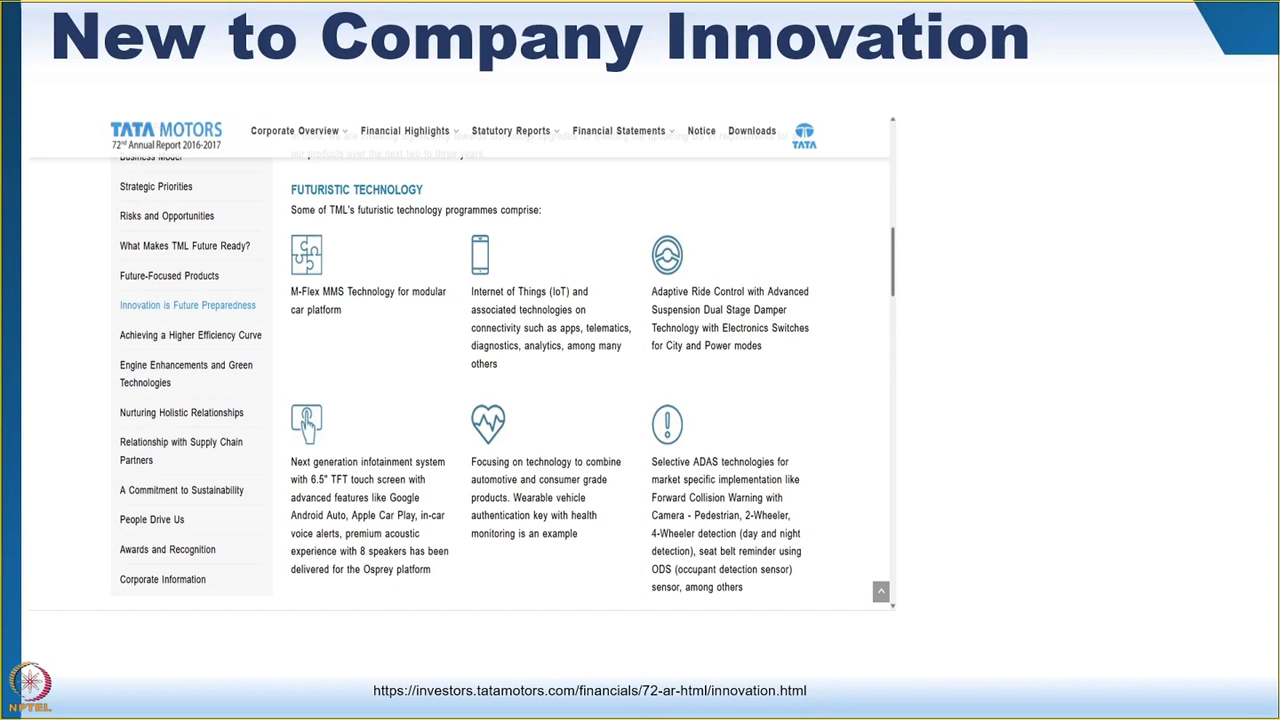 New to Company Innovation
TATA MOTORS
72nd Annual Report 2016-2017
Corporate Overview
Financial Highlights
Statutory Reports
Financial Statements
Notice
Downloads
TATA
our products over the next two to three years.
Business Model
Strategic Priorities
Risks and Opportunities
What Makes TML Future Ready?
Future-Focused Products
Innovation is Future Preparedness
Achieving a Higher Efficiency Curve
Engine Enhancements and Green
Technologies
Nurturing Holistic Relationships
Relationship with Supply Chain
Partners
A Commitment to Sustainability
People Drive Us
Awards and Recognition
Corporate Information
FUTURISTIC TECHNOLOGY
Some of TML's futuristic technology programmes comprise:
M-Flex MMS Technology for modular
car platform
Internet of Things (IoT) and
associated technologies on
connectivity such as apps, telematics,
diagnostics, analytics, among many
others
Adaptive Ride Control with Advanced
Suspension Dual Stage Damper
Technology with Electronics Switches
for City and Power modes
Next generation infotainment system
with 6.5" TFT touch screen with
advanced features like Google
Android Auto, Apple Car Play, in-car
voice alerts, premium acoustic
experience with 8 speakers has been
delivered for the Osprey platform
Focusing on technology to combine
automotive and consumer grade
products. Wearable vehicle
authentication key with health
monitoring is an example
Selective ADAS technologies for
market specific implementation like
Forward Collision Warning with
Camera - Pedestrian, 2-Wheeler,
4-Wheeler detection (day and night
detection), seat belt reminder using
ODS (occupant detection sensor)
sensor, among others
NPTEL
https://investors.tatamotors.com/financials/72-ar-html/innovation.html